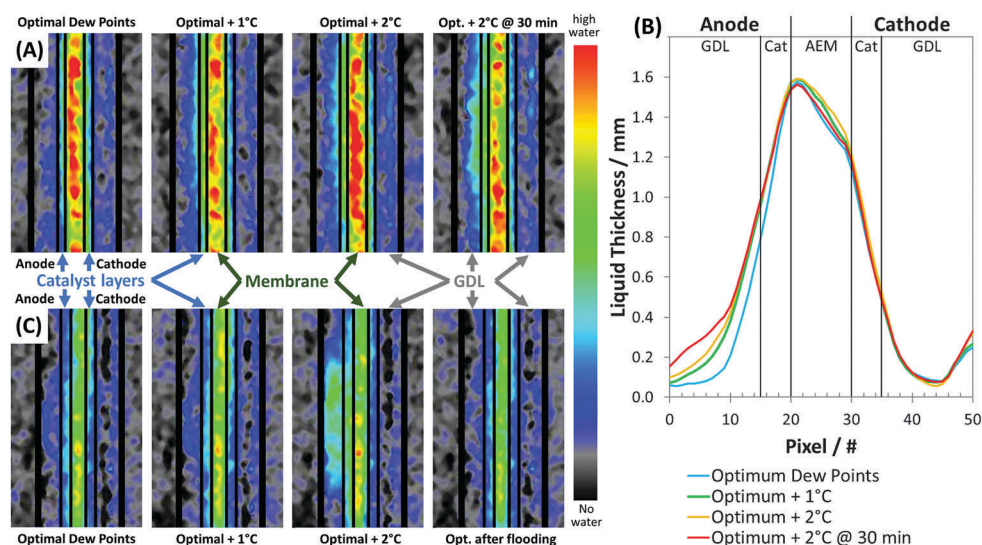 Optimal Dew Points
Optimal + 1°C
Optimal + 2°C
Opt. + 2°C @ 30 min
high
water
(A)
Anode
Cathode
Catalyst layers
Membrane
GDL
Anode
Cathode
(C)
No
water
Optimal Dew Points
Optimal + 1°C
Optimal + 2°C
Opt. after flooding
(B)
Anode
Cathode
GDL
Cat
AEM
Cat
GDL
Liquid Thickness / mm
1.6
1.4
1.2
1.0
0.8
0.6
0.4
0.2
0.0
0
10
20
30
40
50
Pixel / #
Optimum Dew Points
Optimum + 1°C
Optimum + 2°C
Optimum + 2°C @ 30 min